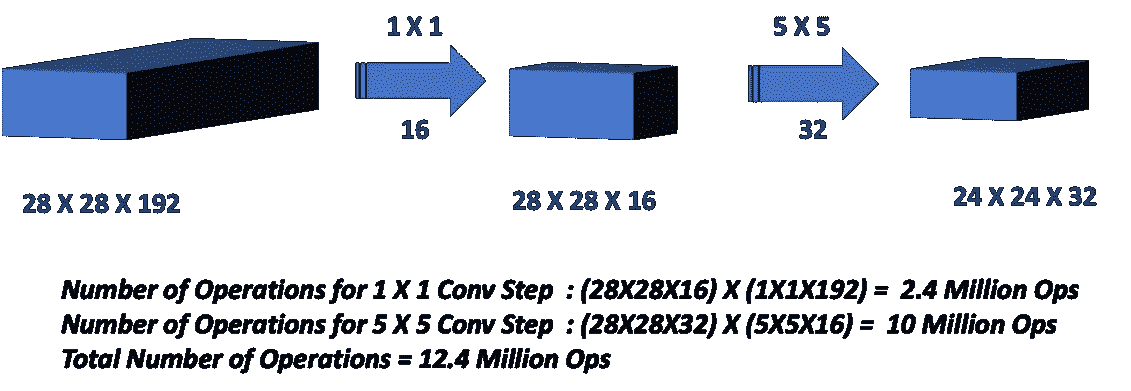 1 X 1
5 X 5
16
32
28 X 28 X 192
28 X 28 X 16
24 X 24 X 32
Number of Operations for 1 X 1 Conv Step : (28X28X16) X (1X1X192) = 2.4 Million Ops
Number of Operations for 5 X 5 Conv Step : (28X28X32) X (5X5X16) = 10 Million Ops
Total Number of Operations = 12.4 Million Ops